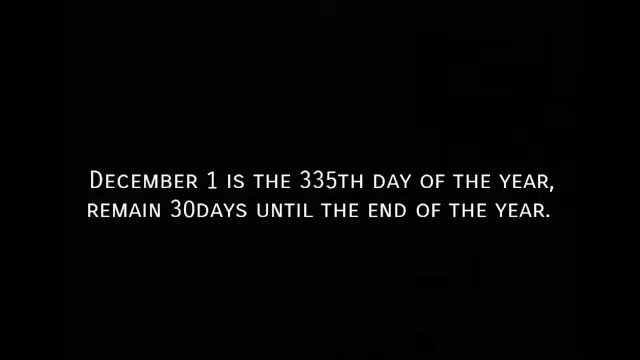 December 1 is the 335th day of the year,
remain 30days until the end of the year.